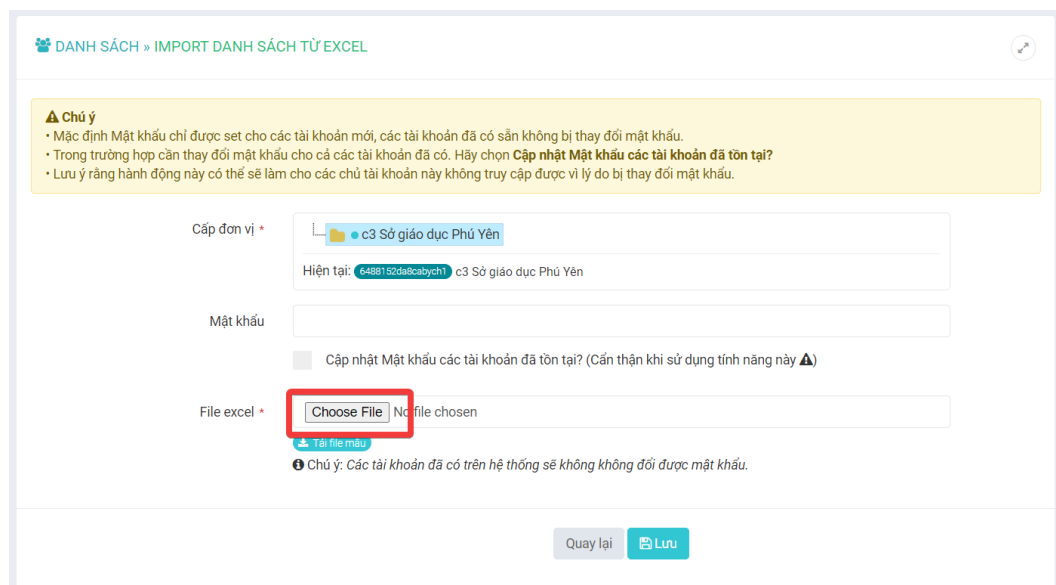 DANH SÁCH » IMPORT DANH SÁCH TỪ EXCEL
Chú ý
• Mặc định Mật khẩu chỉ được set cho các tài khoản mới, các tài khoản đã có sẵn không bị thay đổi mật khẩu.
• Trong trường hợp cần thay đổi mật khẩu cho cả các tài khoản đã có. Hãy chọn Cập nhật Mật khẩu các tài khoản đã tồn tại?
• Lưu ý rằng hành động này có thể sẽ làm cho các chủ tài khoản này không truy cập được vì lý do bị thay đổi mật khẩu.
Cấp đơn vị *
c3 Sở giáo dục Phú Yên
Hiện tại: 6488152da8cabych1 c3 Sở giáo dục Phú Yên
Mật khẩu
Cập nhật Mật khẩu các tài khoản đã tồn tại? (Cẩn thận khi sử dụng tính năng này)
File excel * Choose File No file chosen
Tải file mẫu
Chú ý: Các tài khoản đã có trên hệ thống sẽ không không đổi được mật khẩu.
Quay lại Lưu